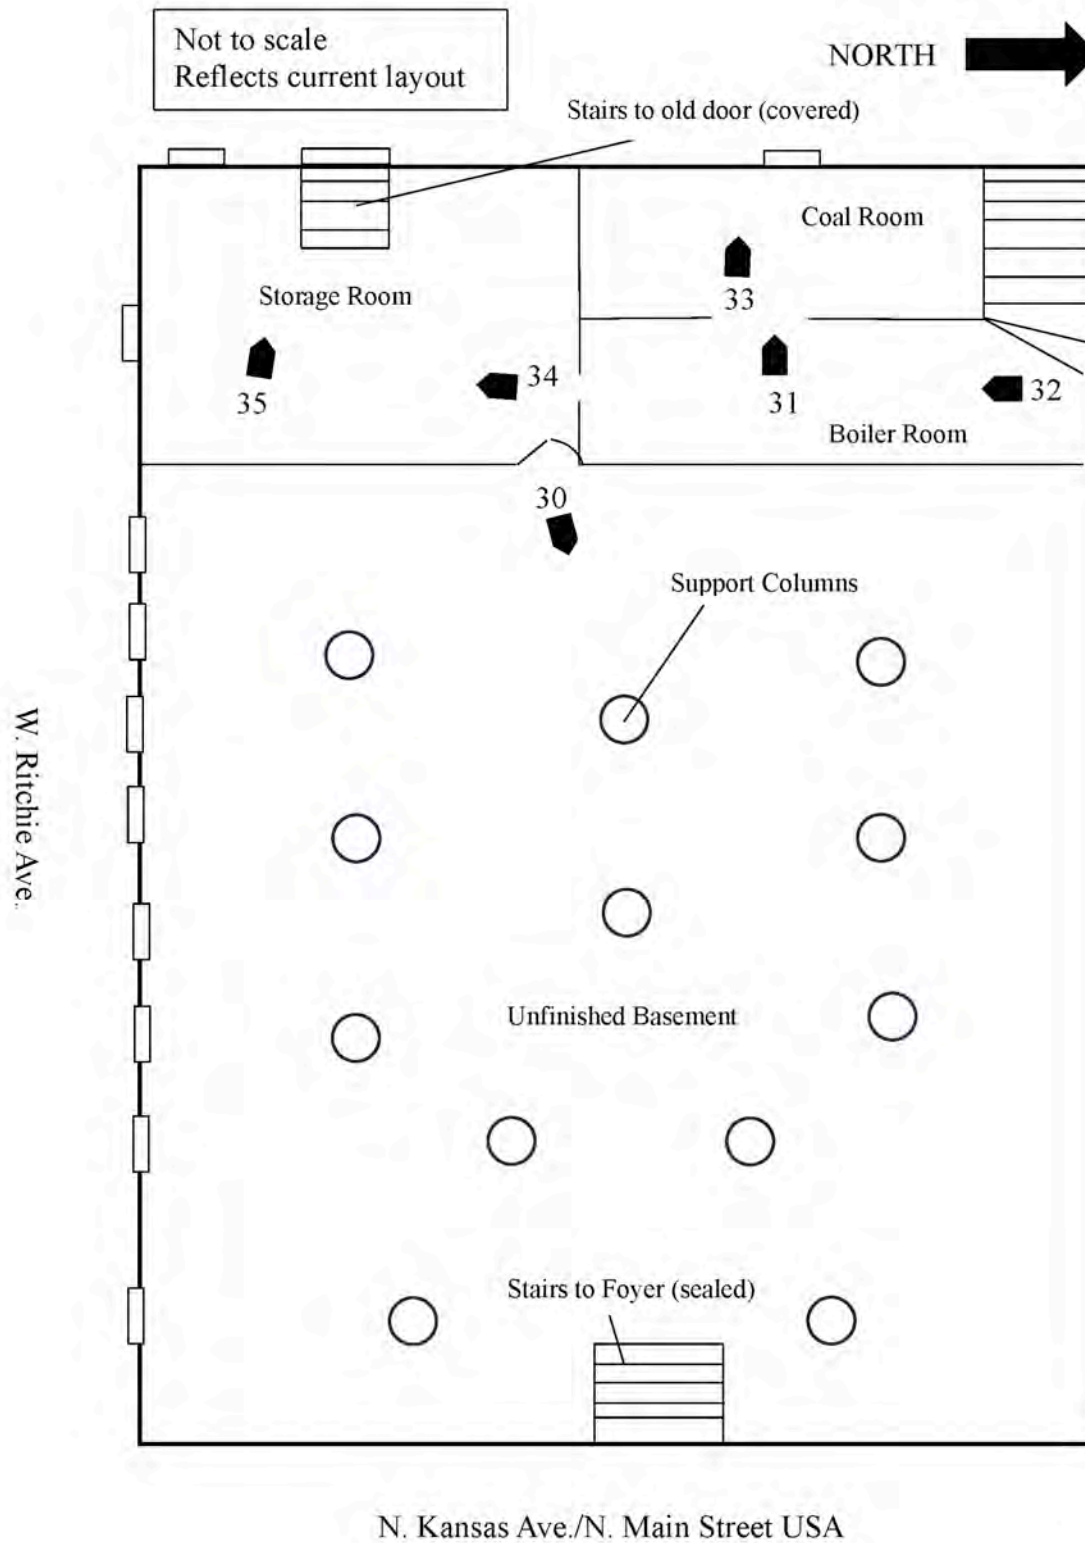 Not to scale
Reflects current layout
NORTH
Stairs to old door (covered)
Coal Room
33
Storage Room
34
35
31
32
Boiler Room
30
Support Columns
W. Ritchie Ave.
Unfinished Basement
Stairs to Foyer (sealed)
N. Kansas Ave./N. Main Street USA